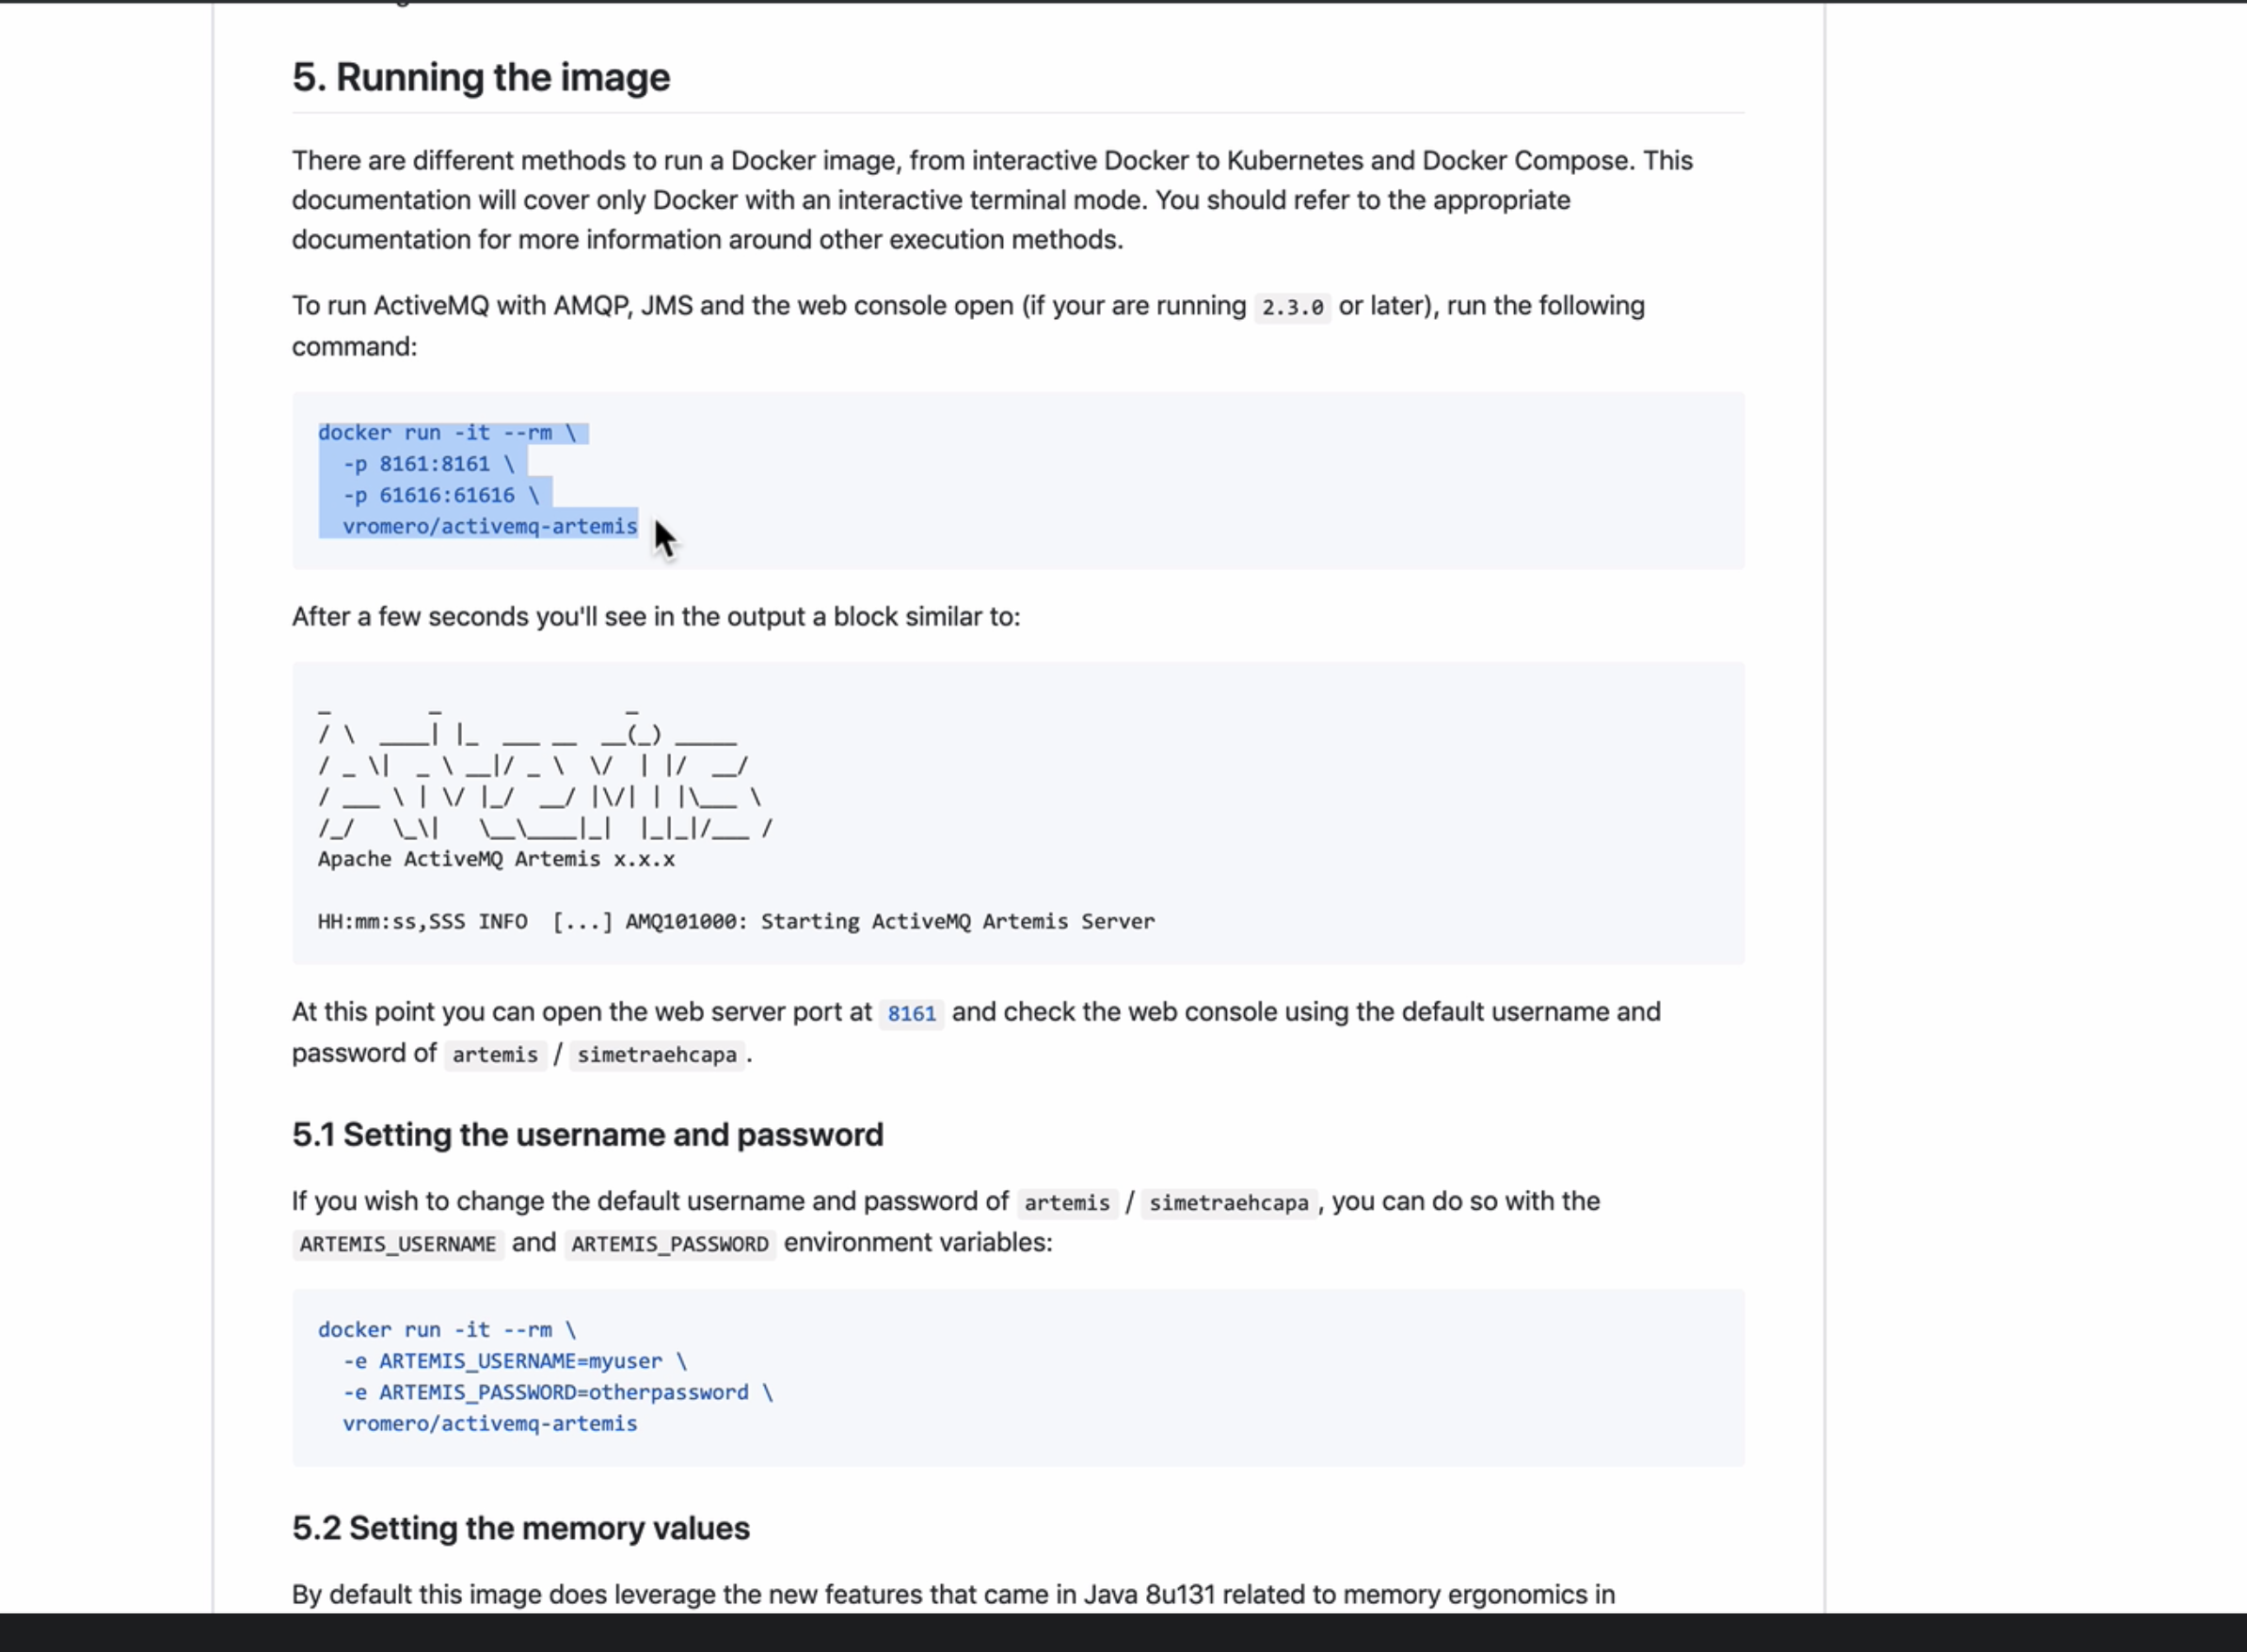 5. Running the image
There are different methods to run a Docker image, from interactive Docker to Kubernetes and Docker Compose. This
documentation will cover only Docker with an interactive terminal mode. You should refer to the appropriate
documentation for more information around other execution methods.
To run ActiveMQ with AMQP, JMS and the web console open (if your are running 2.3.0 or later), run the following
command:
docker run -it --rm \
  -p 8161:8161 \
  -p 61616:61616 \
  vromero/activemq-artemis
After a few seconds you'll see in the output a block similar to:
_        _               _
/ \  ____| |_  ___ __  __(_) _____
/ _ \|  _ \ __|/ _ \  \/  | |/  __/
/ ___ \ | \/ |_/  __/ |\/| | |\___ \
/_/   \_\|   \__\____|_|  |_|_|/___ /
Apache ActiveMQ Artemis x.x.x
HH:mm:ss,SSS INFO  [...] AMQ101000: Starting ActiveMQ Artemis Server
At this point you can open the web server port at 8161 and check the web console using the default username and
password of artemis / simetraehcapa .
5.1 Setting the username and password
If you wish to change the default username and password of artemis / simetraehcapa , you can do so with the
ARTEMIS_USERNAME and ARTEMIS_PASSWORD environment variables:
docker run -it --rm \
  -e ARTEMIS_USERNAME=myuser \
  -e ARTEMIS_PASSWORD=otherpassword \
  vromero/activemq-artemis
5.2 Setting the memory values
By default this image does leverage the new features that came in Java 8u131 related to memory ergonomics in